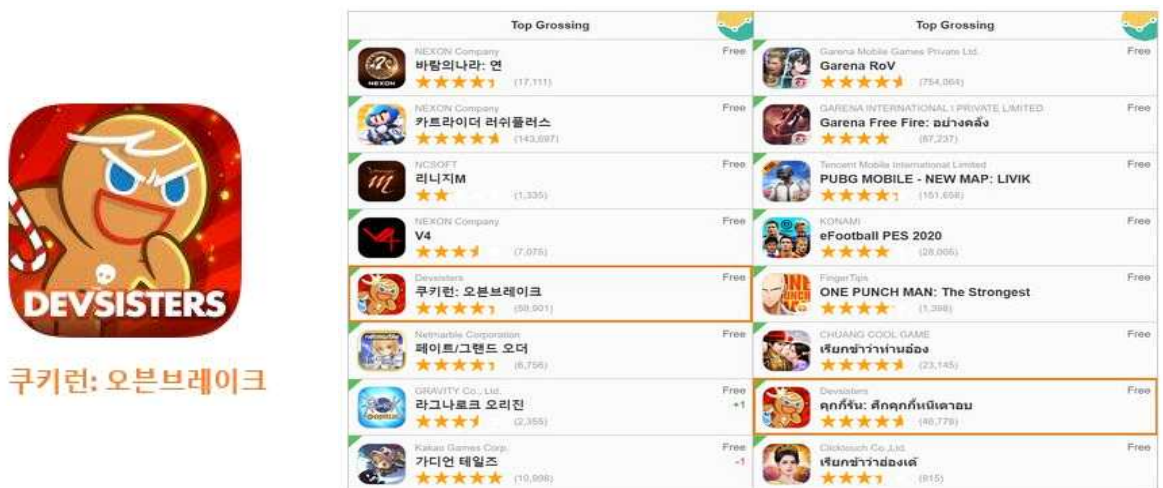 DEVSISTERS
쿠키런: 오븐브레이크
Top Grossing
NEXON Company
Free
바람의나라: 연
(17,111)
NEXON Company
Free
카트라이더 러쉬플러스
(143,697)
NCSOFT
Free
리니지M
(1,335)
NEXON Company
Free
V4
(7,075)
Devsisters
Free
쿠키런: 오븐브레이크
(59,901)
Netmarble Corporation
Free
페이트/그랜드 오더
(6,756)
GRAVITY Co., Ltd.
Free
라그나로크 오리진
+1
(2,355)
Kakao Games Corp.
Free
가디언 테일즈
-1
(10,998)
Top Grossing
Garena Mobile Games Private Ltd.
Free
Garena RoV
(754,064)
GARENA INTERNATIONAL I PRIVATE LIMITED
Free
Garena Free Fire: อย่างคลั่ง
(87,237)
Tencent Mobile International Limited
Free
PUBG MOBILE - NEW MAP: LIVIK
(151,658)
KONAMI
Free
eFootball PES 2020
(28,005)
FingerTips
Free
ONE PUNCH MAN: The Strongest
(1,398)
CHUANG COOL GAME
Free
เรียกข้าว่าท่านอ๋อง
(23,145)
Devsisters
Free
คุกกี้รัน: ศึกคุกกี้หนีเตาอบ
(46,779)
Clicktouch Co.,Ltd.
Free
เรียกข้าว่าฮ่องเต้
(815)